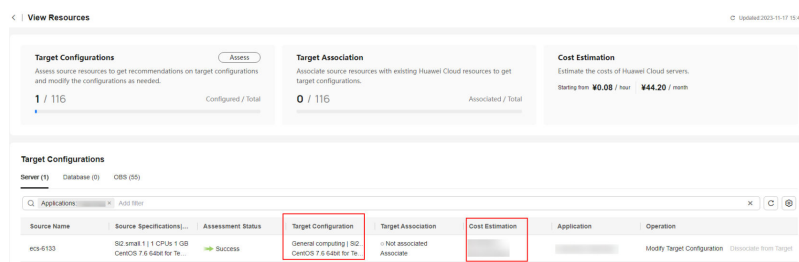 View Resources
Updated 2023-11-17 15:4
Target Configurations
Assess
Assess source resources to get recommendations on target configurations
and modify the configurations as needed.
1 / 116
Configured / Total
Target Association
Associate source resources with existing Huawei Cloud resources to get
target configurations.
0 / 116
Associated / Total
Cost Estimation
Estimate the costs of Huawei Cloud servers.
Starting from ¥0.08 / hour ¥44.20 / month
Target Configurations
Server (1) Database (0) OBS (55)
Applications: Add filter
Source Name Source Specifications|... Assessment Status Target Configuration Target Association Cost Estimation Application Operation
ecs-6133 SI2.small.1 | 1 CPUs 1 GB Success General computing | SI2... Not associated Modify Target Configuration Dissociate from Target
CentOS 7.6 64bit for Te... CentOS 7.6 64bit for Te... Associate